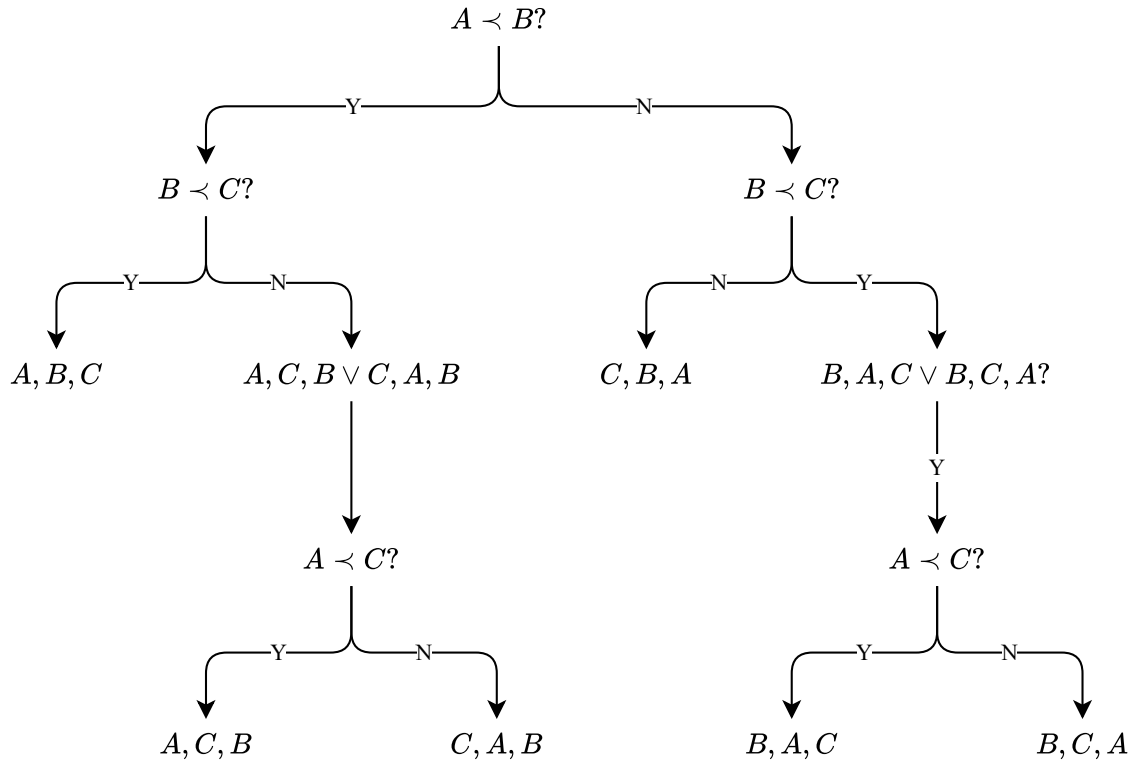 A ≺ B?
Y N
B ≺ C? B ≺ C?
Y N N Y
A, B, C A, C, B ∨ C, A, B C, B, A B, A, C ∨ B, C, A?
Y
A ≺ C? A ≺ C?
Y N Y N
A, C, B C, A, B B, A, C B, C, A